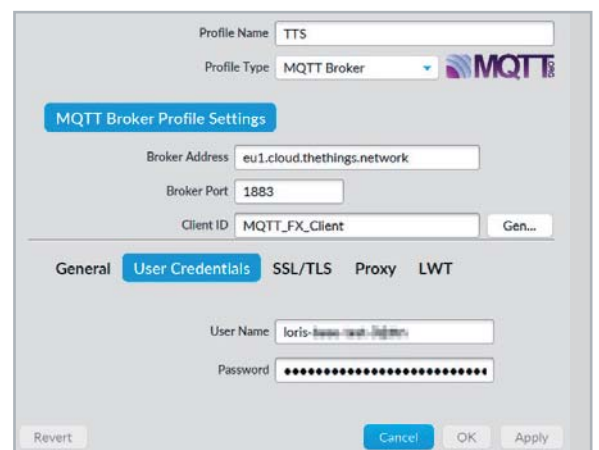 Profile Name TTS
Profile Type MQTT Broker MQTT.ORG
MQTT Broker Profile Settings
Broker Address eu1.cloud.thethings.network
Broker Port 1883
Client ID MQTT_FX_Client Gen...
General User Credentials SSL/TLS Proxy LWT
User Name loris-
Password ••••••••••••••••••••••••••
Revert Cancel OK Apply